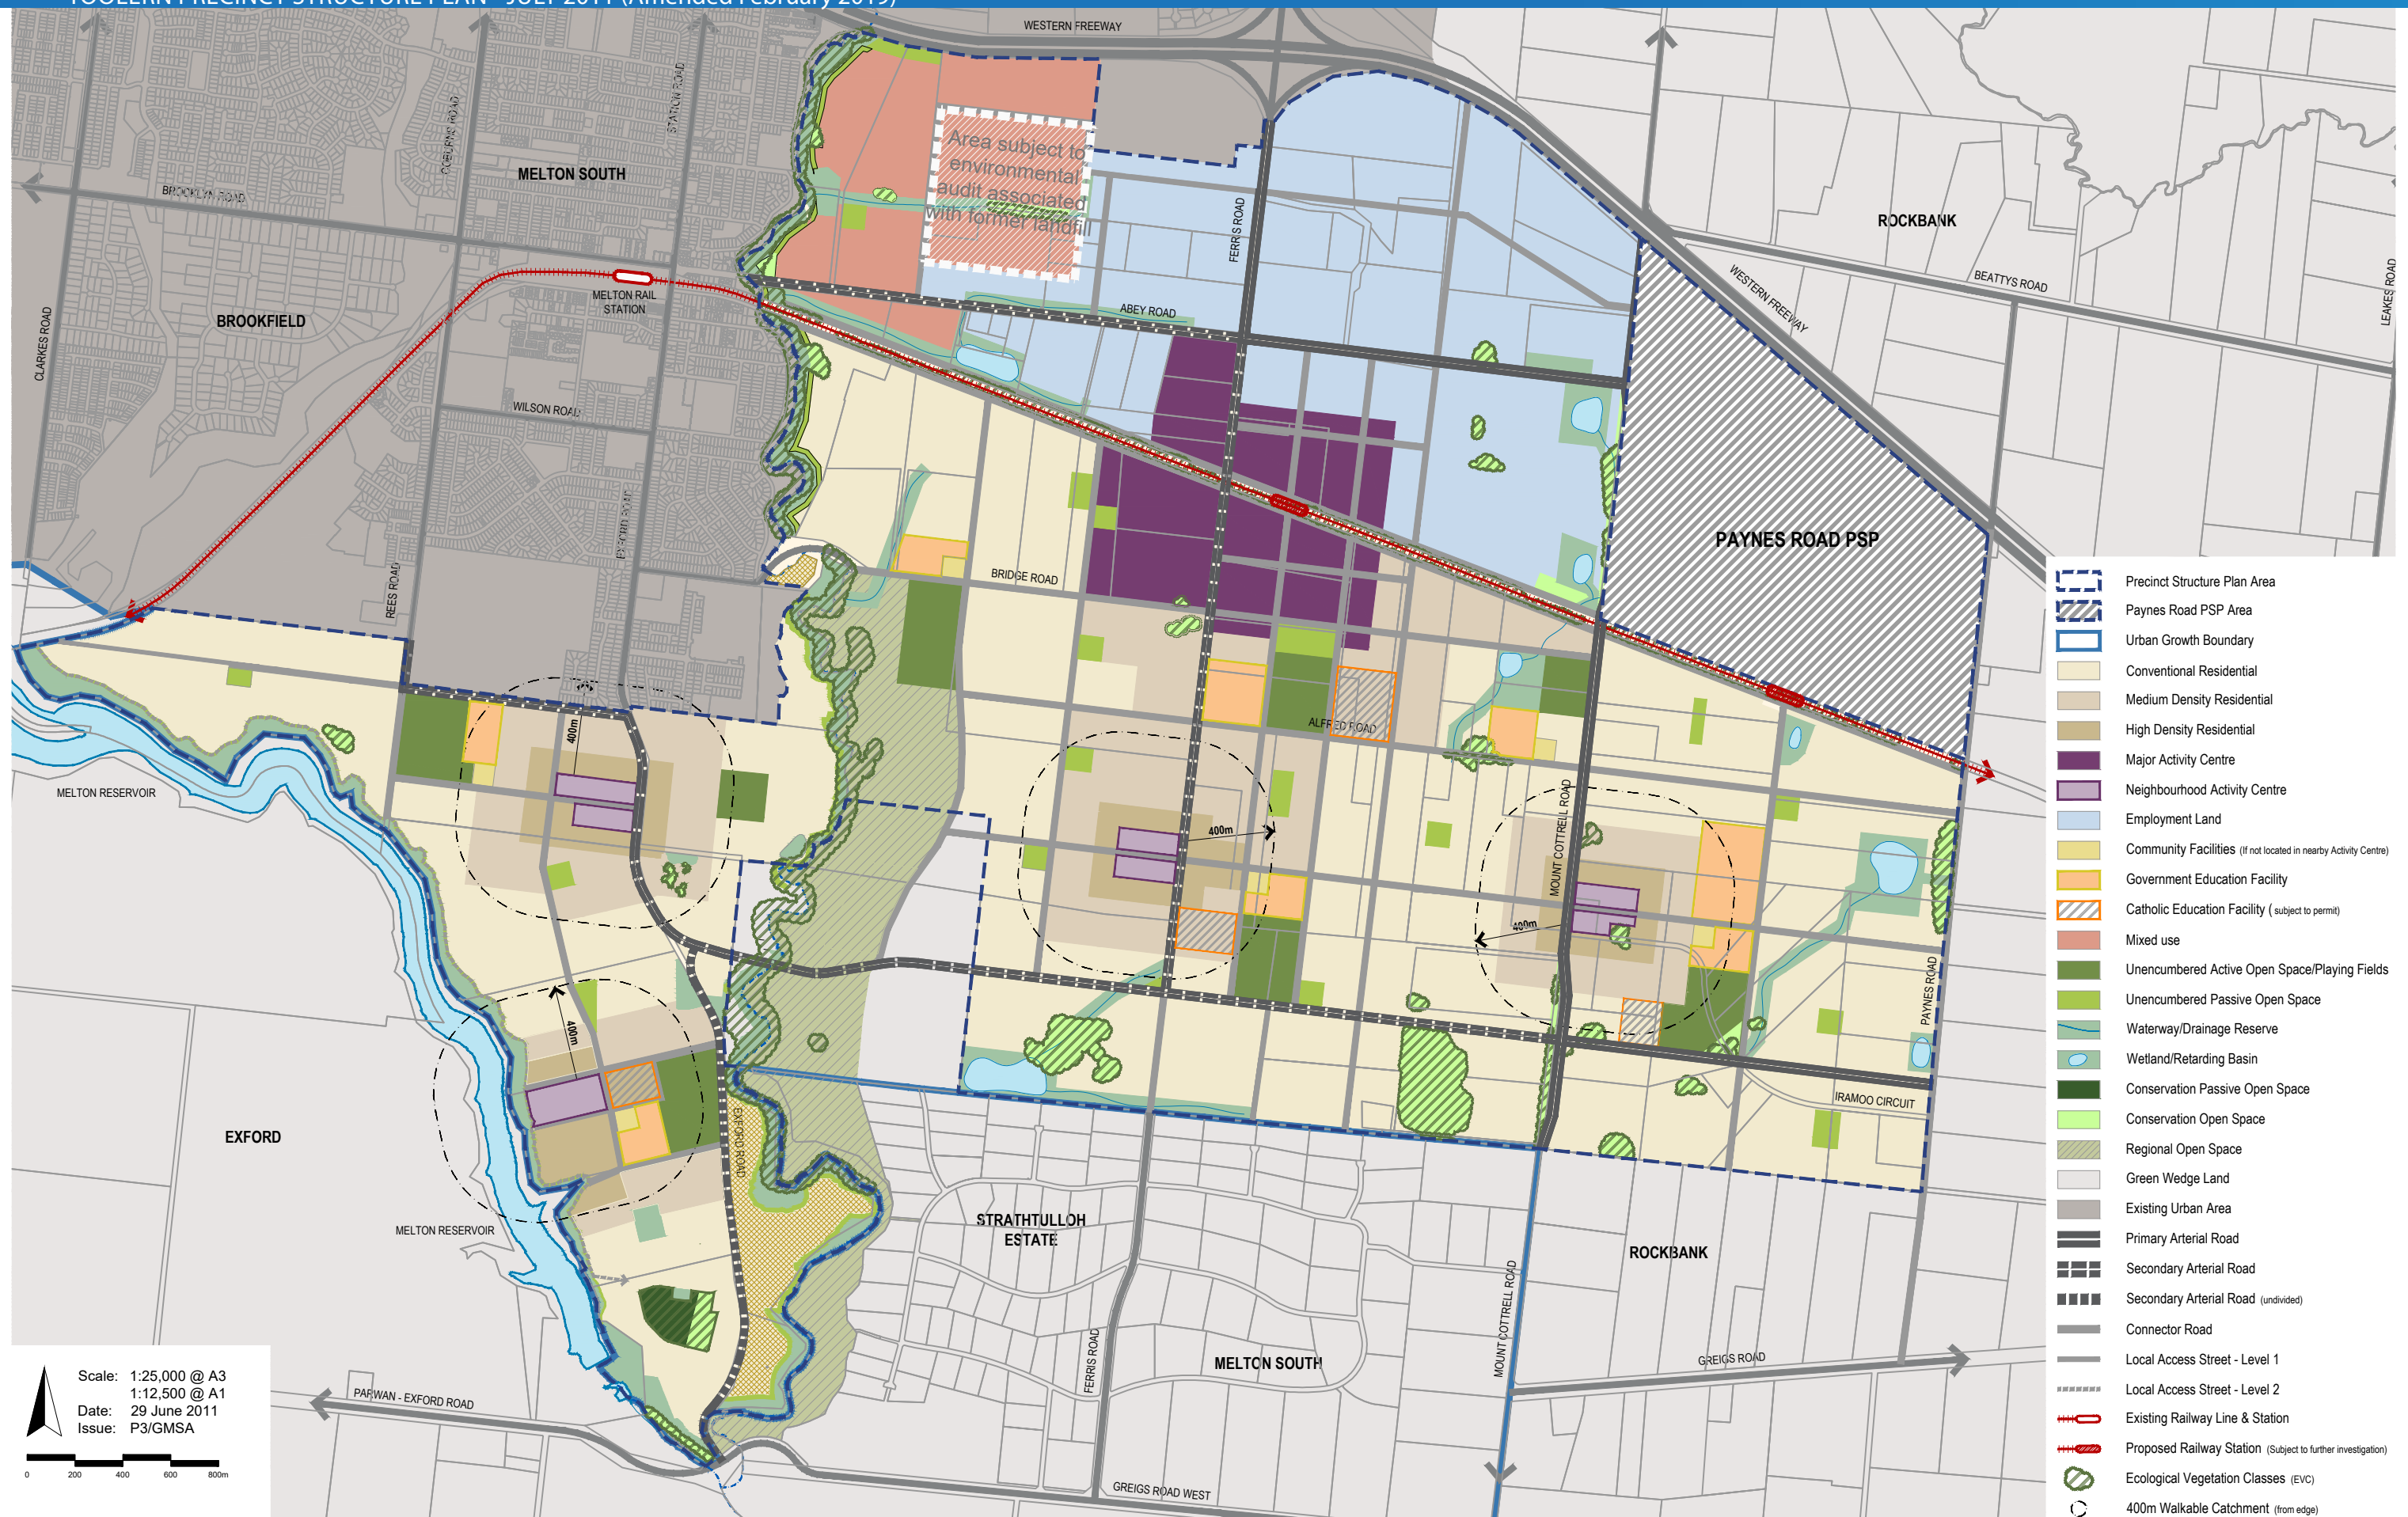 TOOLERN PRECINCT STRUCTURE PLAN - JULY 2011 (Amended February 2019)
WESTERN FREEWAY
COBURNS ROAD
STATION ROAD
MELTON SOUTH
BROOKLYN ROAD
Area subject to
environmental
audit associated
with former landfill
FERRIS ROAD
ROCKBANK
BEATTYS ROAD
WESTERN FREEWAY
LEAKES ROAD
MELTON RAIL
STATION
BROOKFIELD
CLARKES ROAD
ABEY ROAD
WILSON ROAD
EXFORD ROAD
REES ROAD
BRIDGE ROAD
PAYNES ROAD PSP
ALFRED ROAD
400m
MELTON RESERVOIR
400m
MOUNT COTTRELL ROAD
400m
PAYNES ROAD
400m
IRAMOO CIRCUIT
EXFORD
EXFORD ROAD
MELTON RESERVOIR
STRATHTULLOH
ESTATE
ROCKBANK
MOUNT COTTRELL ROAD
FERRIS ROAD
MELTON SOUTH
GREIGS ROAD
PARWAN - EXFORD ROAD
GREIGS ROAD WEST
Scale: 1:25,000 @ A3
1:12,500 @ A1
Date: 29 June 2011
Issue: P3/GMSA
0 200 400 600 800m
Precinct Structure Plan Area
Paynes Road PSP Area
Urban Growth Boundary
Conventional Residential
Medium Density Residential
High Density Residential
Major Activity Centre
Neighbourhood Activity Centre
Employment Land
Community Facilities (If not located in nearby Activity Centre)
Government Education Facility
Catholic Education Facility ( subject to permit)
Mixed use
Unencumbered Active Open Space/Playing Fields
Unencumbered Passive Open Space
Waterway/Drainage Reserve
Wetland/Retarding Basin
Conservation Passive Open Space
Conservation Open Space
Regional Open Space
Green Wedge Land
Existing Urban Area
Primary Arterial Road
Secondary Arterial Road
Secondary Arterial Road (undivided)
Connector Road
Local Access Street - Level 1
Local Access Street - Level 2
Existing Railway Line & Station
Proposed Railway Station (Subject to further investigation)
Ecological Vegetation Classes (EVC)
400m Walkable Catchment (from edge)